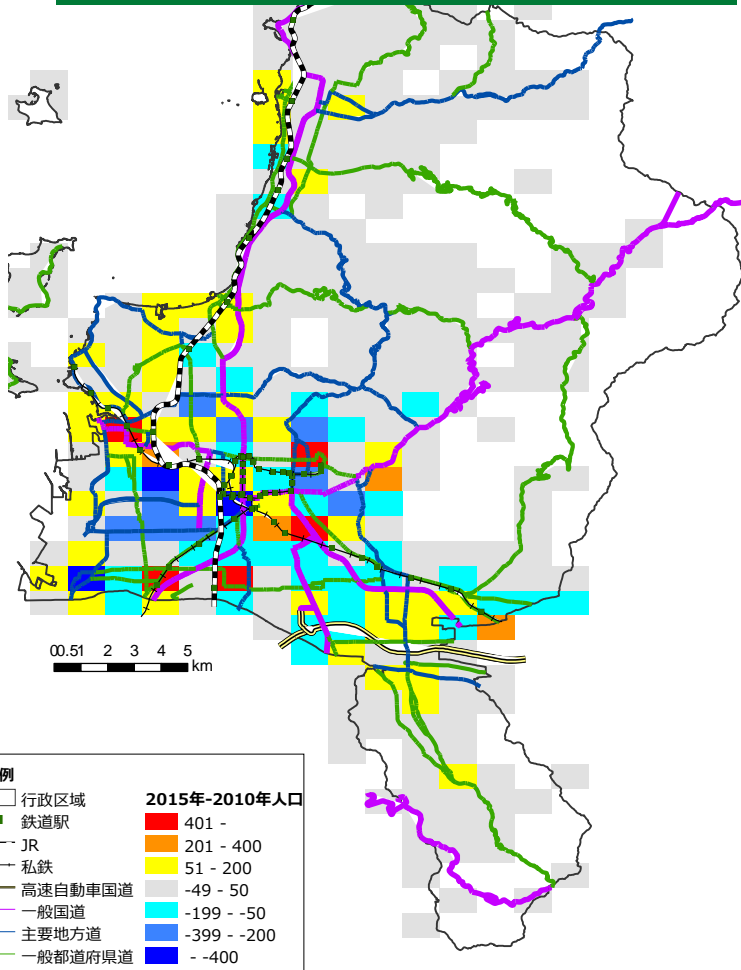 00.51 2 3 4 5
km
例
行政区域
鉄道駅
JR
私鉄
高速自動車国道
一般国道
主要地方道
一般都道府県道
2015年-2010年人口
401 -
201 - 400
51 - 200
-49 - 50
-199 - -50
-399 - -200
- -400